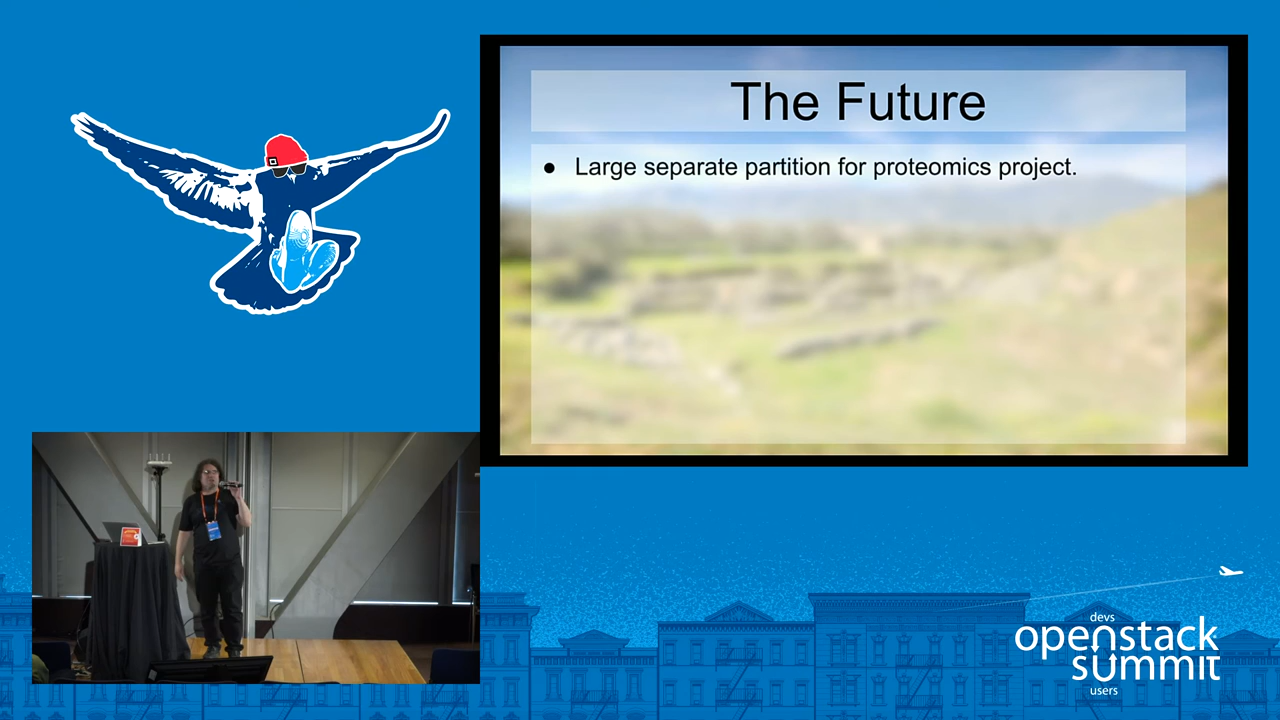 The Future
● Large separate partition for proteomics project.
devs
openstack
summit
users